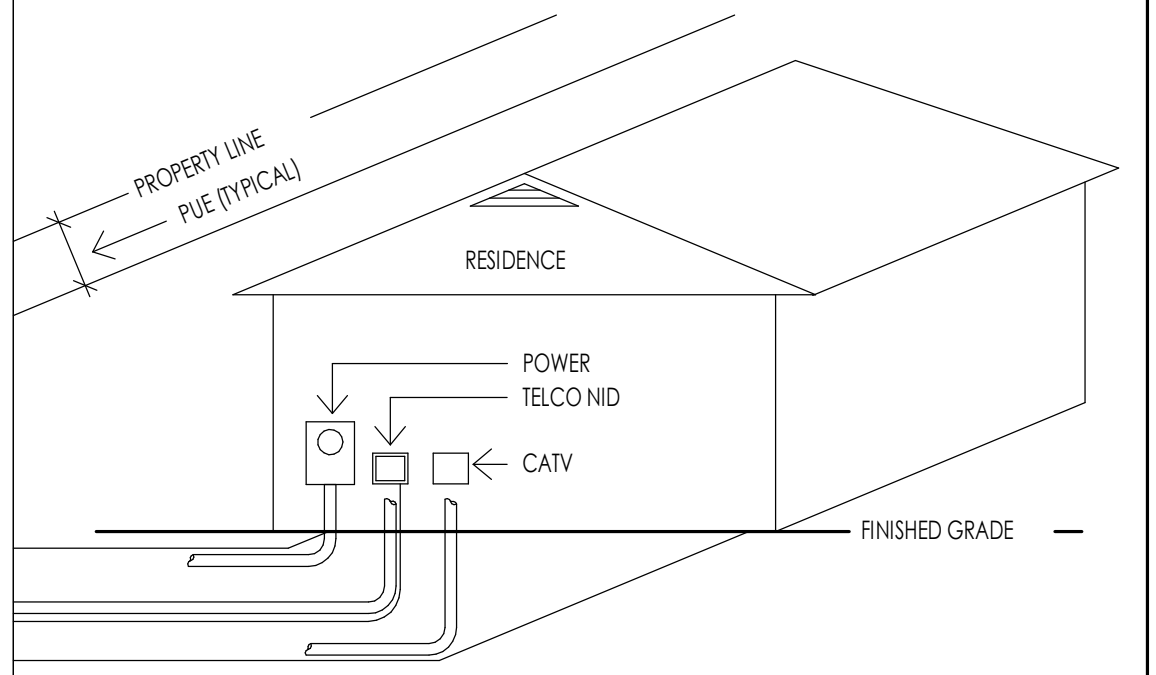 PROPERTY LINE
PUE (TYPICAL)
RESIDENCE
POWER
TELCO NID
CATV
FINISHED GRADE